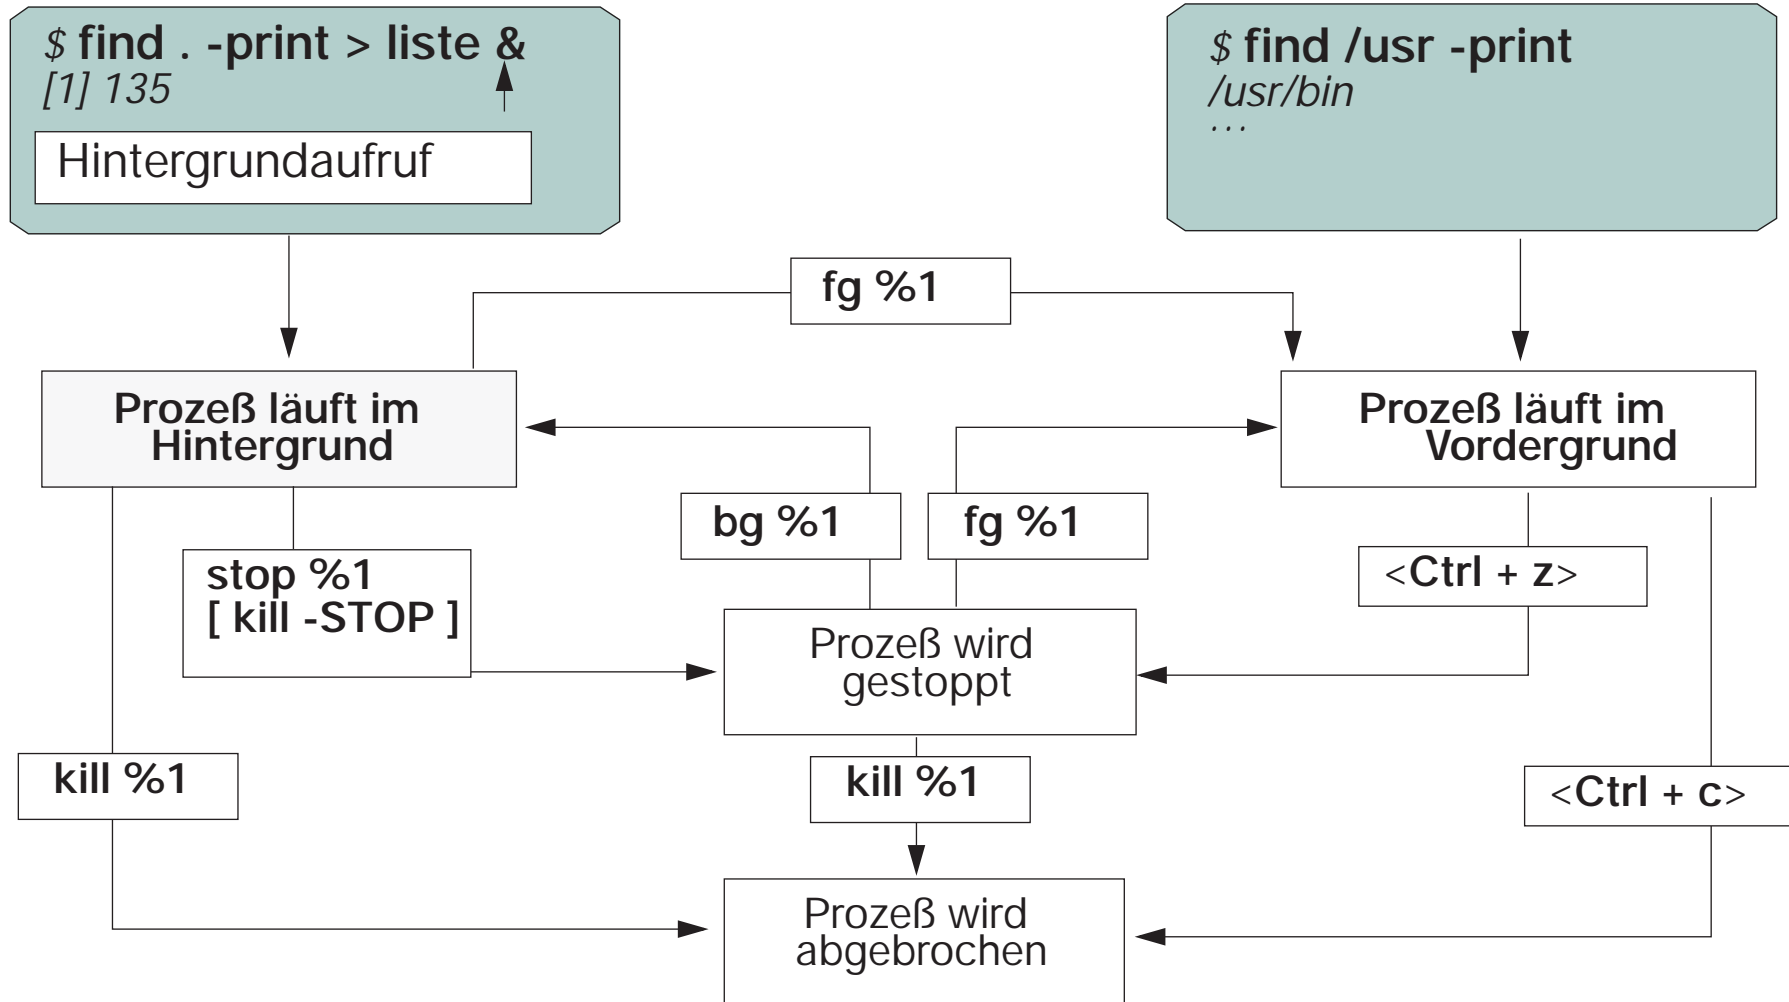 $ find . -print > liste &
[1] 135
Hintergrundaufruf
$ find /usr -print
/usr/bin
...
fg %1
Prozeß läuft im
Hintergrund
Prozeß läuft im
Vordergrund
bg %1
fg %1
stop %1
[ kill -STOP ]
<Ctrl + z>
Prozeß wird
gestoppt
kill %1
kill %1
<Ctrl + c>
Prozeß wird
abgebrochen